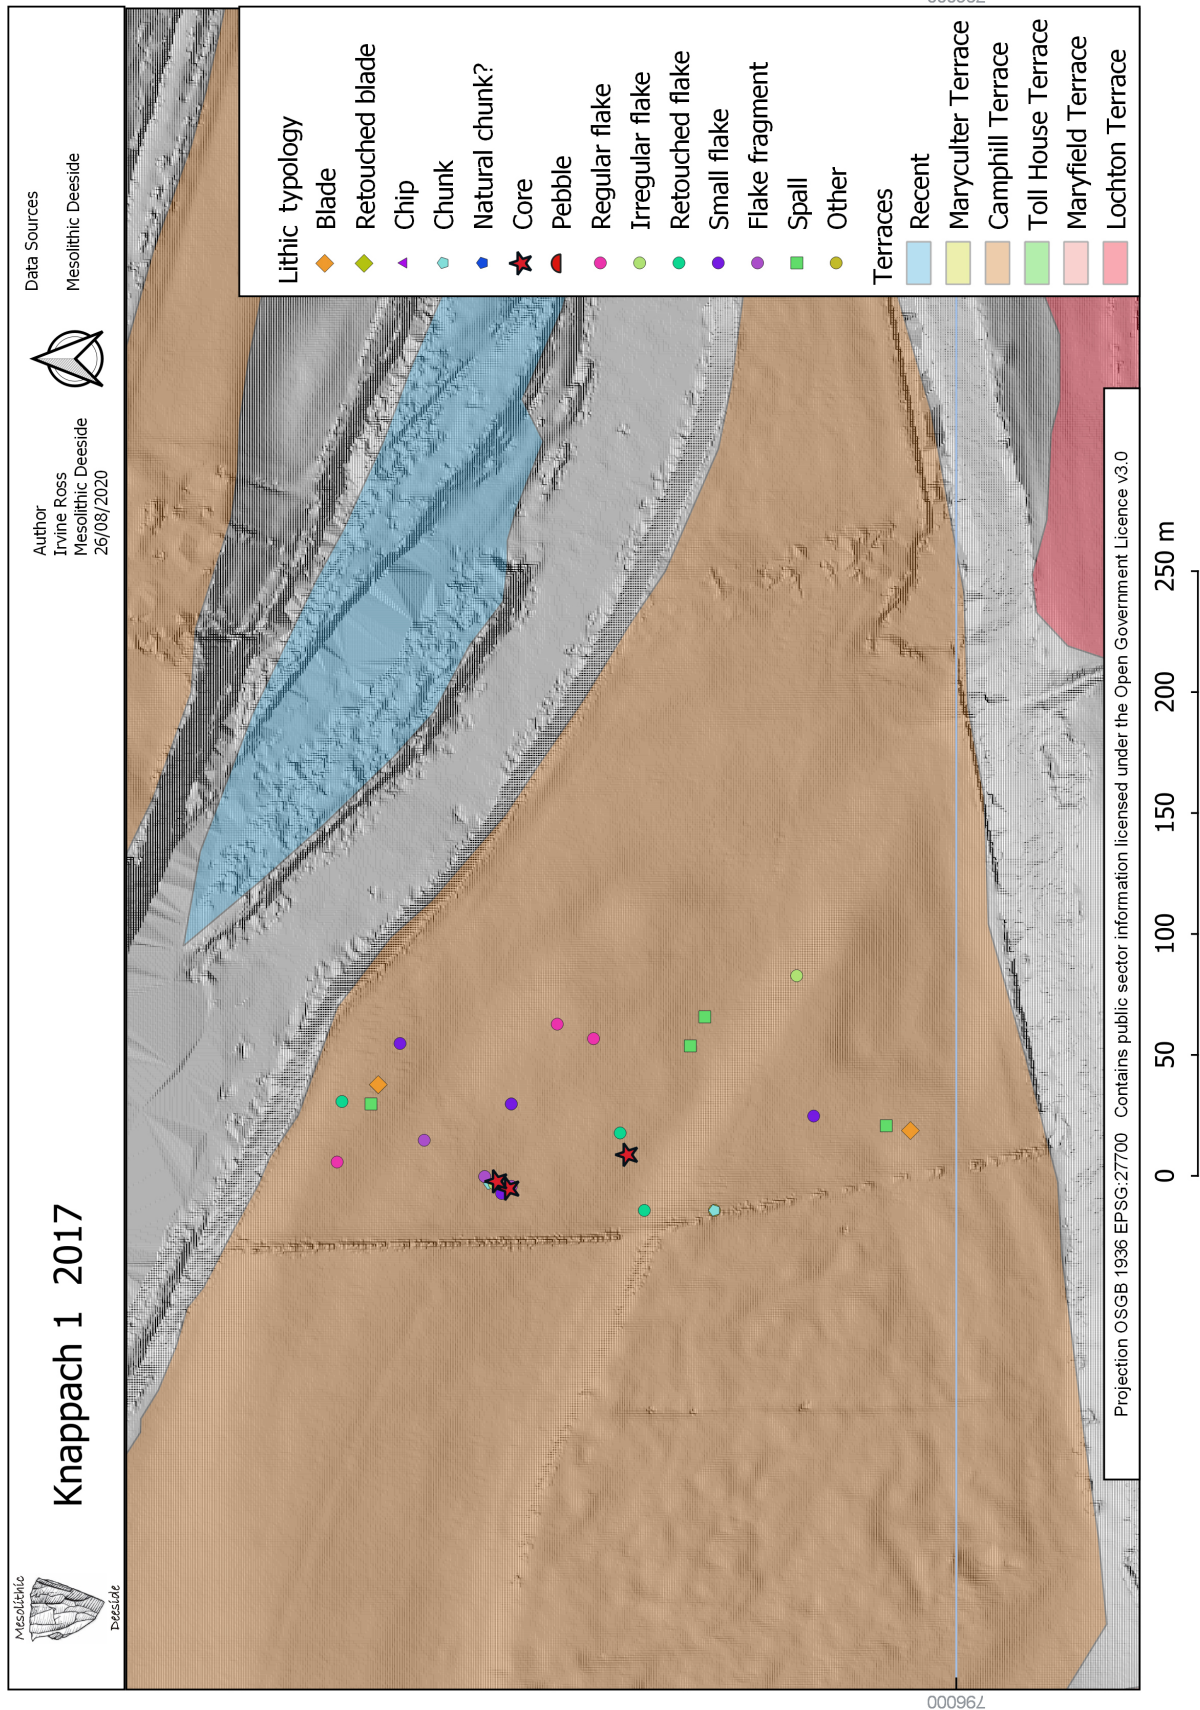 Mesolithic
Deeside
Knappach 1 2017
Author
Irvine Ross
Mesolithic Deeside
26/08/2020
Data Sources
Mesolithic Deeside
Lithic typology
Blade
Retouched blade
Chip
Chunk
Natural chunk?
Core
Pebble
Regular flake
Irregular flake
Retouched flake
Small flake
Flake fragment
Spall
Other
Terraces
Recent
Maryculter Terrace
Camphill Terrace
Toll House Terrace
Maryfield Terrace
Lochton Terrace
796000
Projection OSGB 1936 EPSG:27700 Contains public sector information licensed under the Open Government Licence v3.0
0 50 100 150 200 250 m